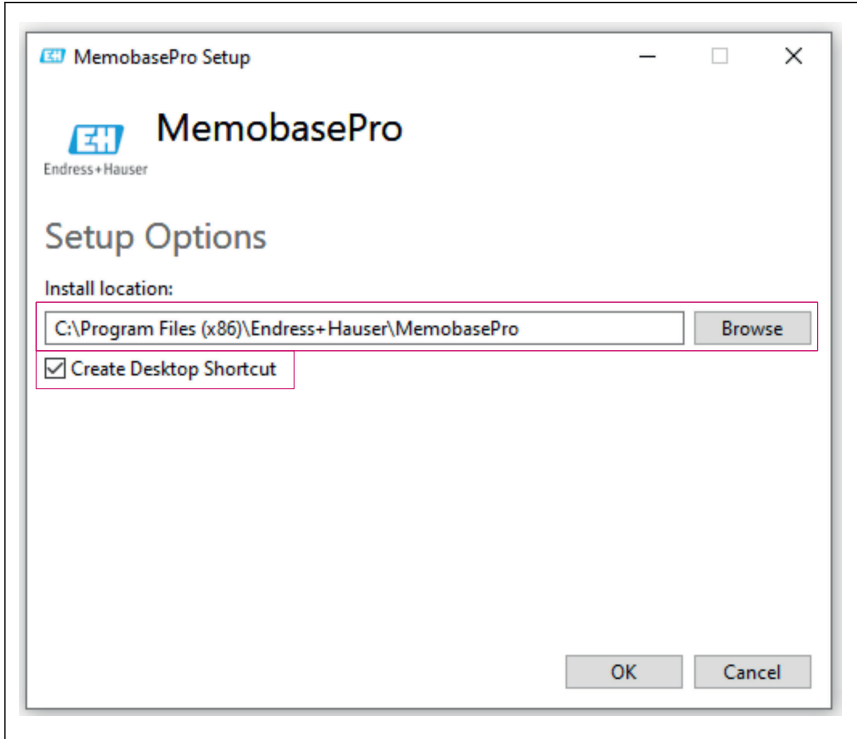 EH MemobasePro Setup
EH MemobasePro
Endress+Hauser
Setup Options
Install location:
C:\Program Files (x86)\Endress+Hauser\MemobasePro Browse
Create Desktop Shortcut
OK Cancel